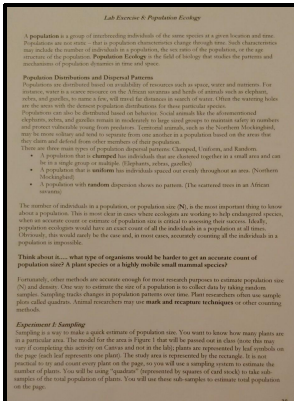 Lab Exercise 8: Population Ecology
A population is a group of interbreeding individuals of the same species at a given location and time.
Populations are not static – that is population characteristics change through time. Such characteristics
may include the number of individuals in a population, the sex ratio of the population, or the age
structure of the population. Population Ecology is the field of biology that studies the patterns and
mechanisms of population dynamics in time and space.
Population Distributions and Dispersal Patterns
Populations are distributed based on availability of resources such as space, water and nutrients. For
instance, water is a scarce resource on the African savanna and herds of animals such as elephants,
zebra, and gazelles, to name a few, will travel far distances in search of water. Often the watering holes
are the areas with the densest population distributions for these particular species.
Populations can also be distributed based on behavior. Social animals like the aforementioned
elephants, zebra, and gazelles remain in moderately to large sized groups to maintain safety in numbers
and protect vulnerable young from predators. Territorial animals, such as the Northern Mockingbird,
may be more solitary and tend to separate from one another in a population based on the areas that
they claim and defend from other members of their population.
There are three main types of population dispersal patterns: Clumped, Uniform, and Random
• A population that is clumped has individuals that are clustered together in a small area and can
be in a single group or multiple. (Elephants, zebras, gazelles)
• A population that is uniform has individuals spaced out evenly throughout an area. (Northern
Mockingbird)
• A population with random dispersion shows no pattern. (The scattered trees in an African
savanna)
The number of individuals in a population, or population size (N), is the most important thing to know
about a population. This is most clear in cases where ecologists are working to help endangered species,
when an accurate count or estimate of population size is critical to assessing their success. Ideally,
population ecologists would have an exact count of all the individuals in a population at all times.
Obviously, this would rarely be the case and, in most cases, accurately counting all the individuals in a
population is impossible.
Think about it..... what type of organisms would be harder to get an accurate count of
population size? A plant species or a highly mobile small mammal species?
Fortunately, other methods are accurate enough for most research purposes to estimate population size
(N) and density. One way to estimate the size of a population is to collect data by taking random
samples. Sampling tracks changes in population patterns over time. Plant researchers often use sample
plots called quadrats. Animal researchers may use mark and recapture techniques or other counting
methods.
Experiment I: Sampling
Sampling is a way to make a quick estimate of population size. You want to know how many plants are
in a particular area. The model for the area is Figure 1 that will be passed out in class (note this may
vary if completing this activity on Canvas and not in the lab); plants are represented by leaf symbols on
the page (each leaf represents one plant). The study area is represented by the rectangle. It is not
practical to try and count every plant on the page, so you will use a sampling system to estimate the
number of plants. You will be using "quadrats" (represented by squares of card stock) to take sub-
samples of the total population of plants. You will use these sub-samples to estimate total population
on the page.